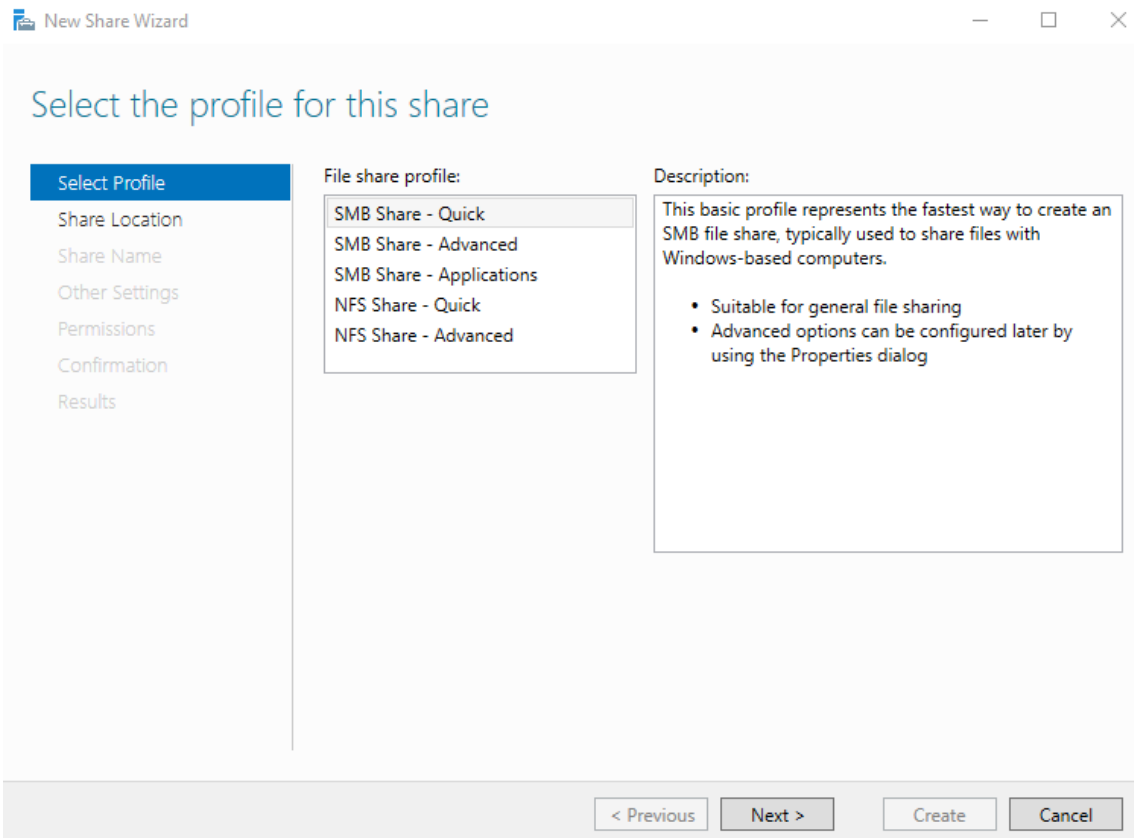 New Share Wizard
Select the profile for this share
Select Profile
Share Location
Share Name
Other Settings
Permissions
Confirmation
Results
File share profile:
SMB Share - Quick
SMB Share - Advanced
SMB Share - Applications
NFS Share - Quick
NFS Share - Advanced
Description:
This basic profile represents the fastest way to create an
SMB file share, typically used to share files with
Windows-based computers.
• Suitable for general file sharing
• Advanced options can be configured later by
using the Properties dialog
< Previous
Next >
Create
Cancel